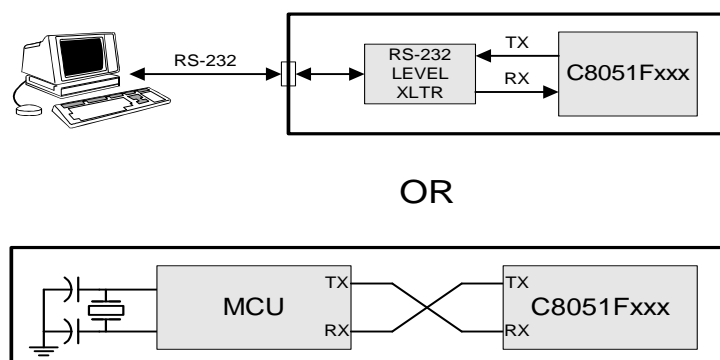 RS-232
RS-232
LEVEL
XLTR
TX
RX
C8051Fxxx
OR
MCU
TX
RX
TX
RX
C8051Fxxx